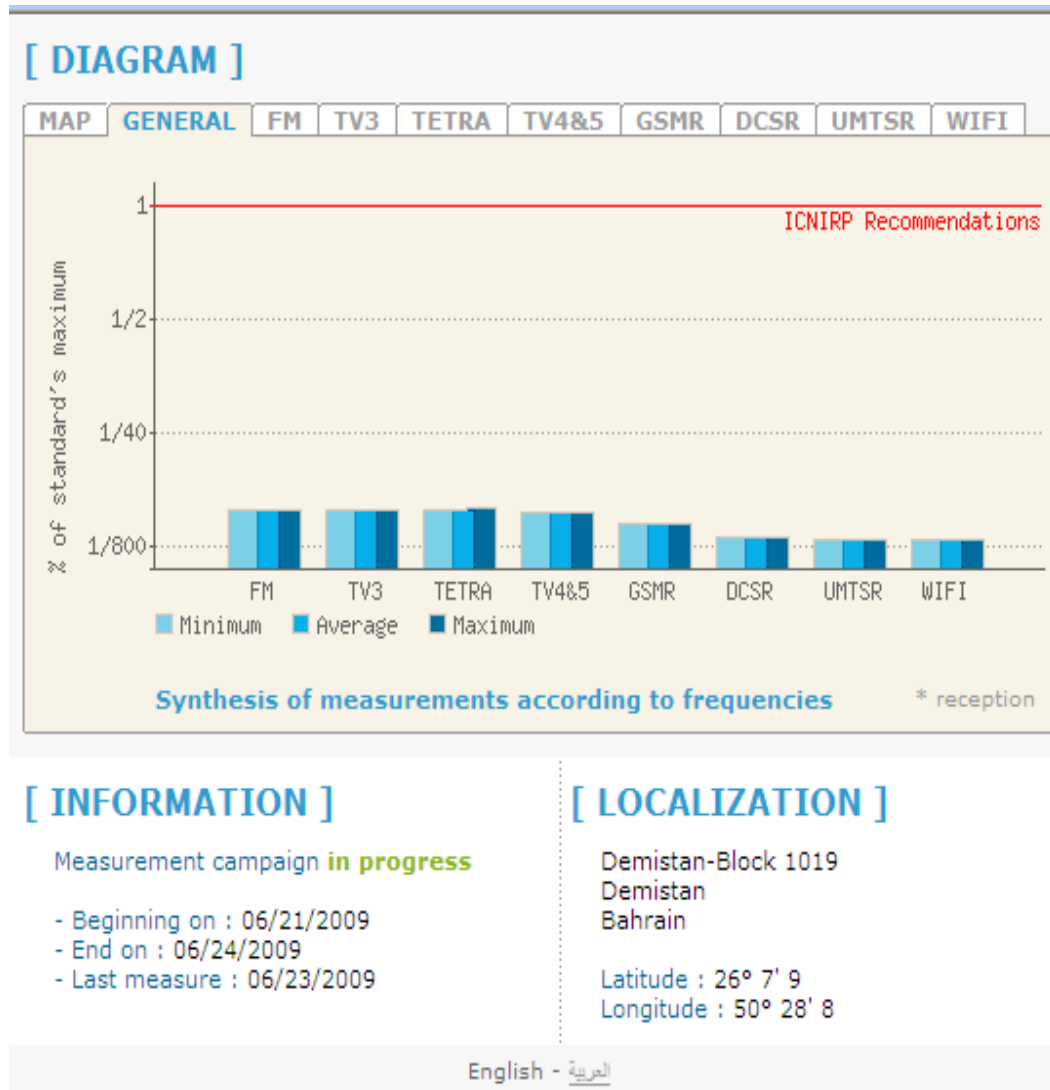 [ DIAGRAM ]
MAP GENERAL FM TV3 TETRA TV4&5 GSMR DCSR UMTSR WIFI
1
ICNIRP Recommendations
1/2
1/40
1/800
% of standard's maximum
FM TV3 TETRA TV4&5 GSMR DCSR UMTSR WIFI
Minimum Average Maximum
Synthesis of measurements according to frequencies * reception
[ INFORMATION ]
Measurement campaign in progress
- Beginning on : 06/21/2009
- End on : 06/24/2009
- Last measure : 06/23/2009
[ LOCALIZATION ]
Demistan-Block 1019
Demistan
Bahrain
Latitude : 26° 7' 9
Longitude : 50° 28' 8
English - العربية